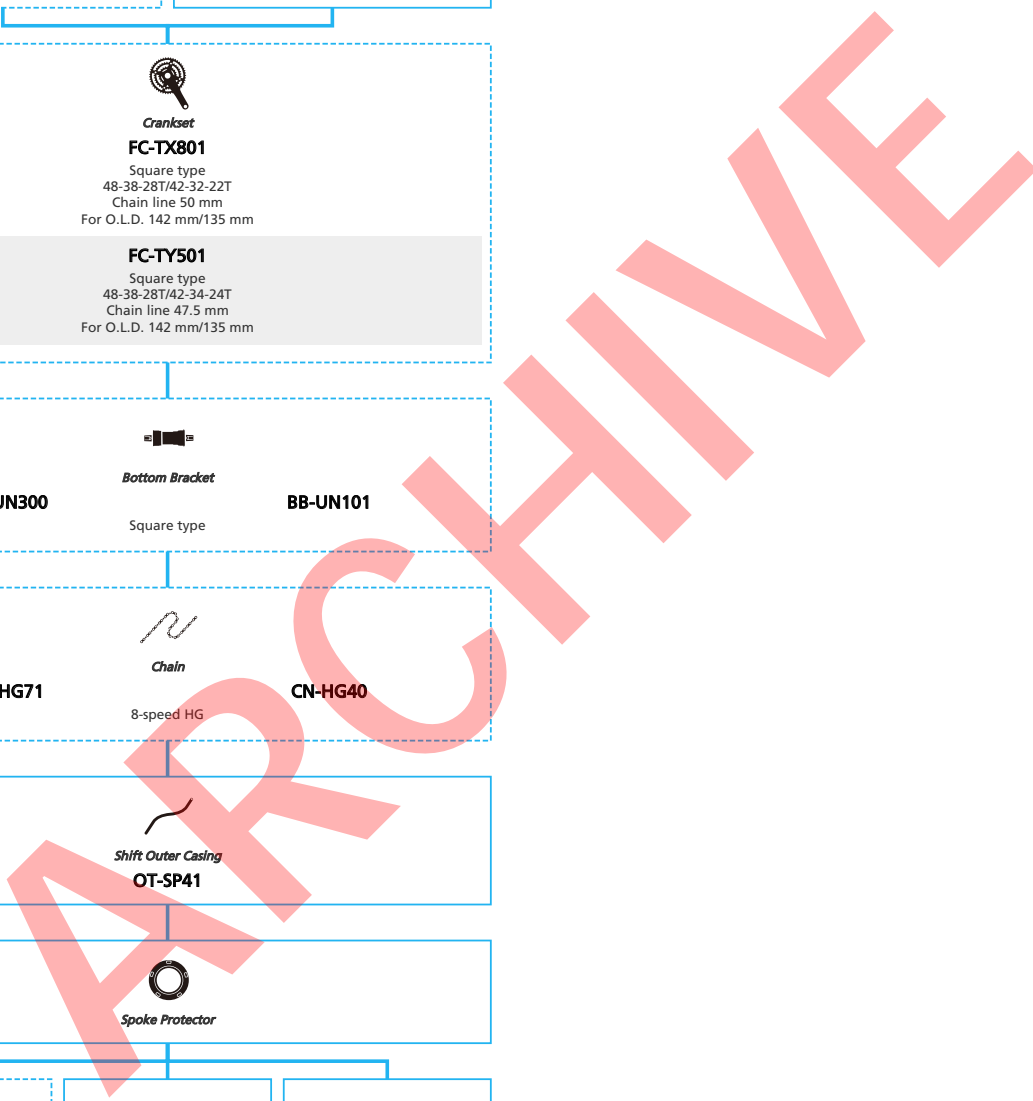 Crankset
FC-TX801
Square type
48-38-28T/42-32-22T
Chain line 50 mm
For O.L.D. 142 mm/135 mm
FC-TY501
Square type
48-38-28T/42-34-24T
Chain line 47.5 mm
For O.L.D. 142 mm/135 mm
Bottom Bracket
UN300 BB-UN101
Square type
Chain
HG71 CN-HG40
8-speed HG
Shift Outer Casing
OT-SP41
Spoke Protector
ARCHIVE